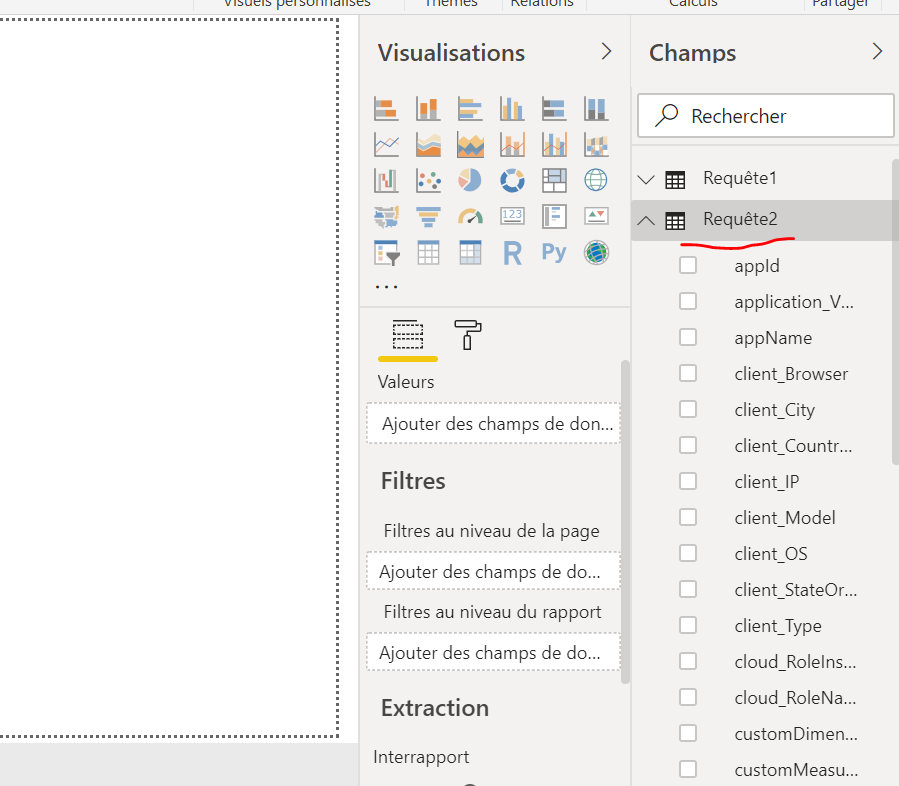 Visuels personnalisés
Thèmes
Relations
Calculs
Partager
Visualisations
Champs
Rechercher
123
R
Py
...
Valeurs
Ajouter des champs de don...
Filtres
Filtres au niveau de la page
Ajouter des champs de do...
Filtres au niveau du rapport
Ajouter des champs de do...
Extraction
Interrapport
Requête1
Requête2
appId
application_V...
appName
client_Browser
client_City
client_Countr...
client_IP
client_Model
client_OS
client_StateOr...
client_Type
cloud_RoleIns...
cloud_RoleNa...
customDimen...
customMeasu...